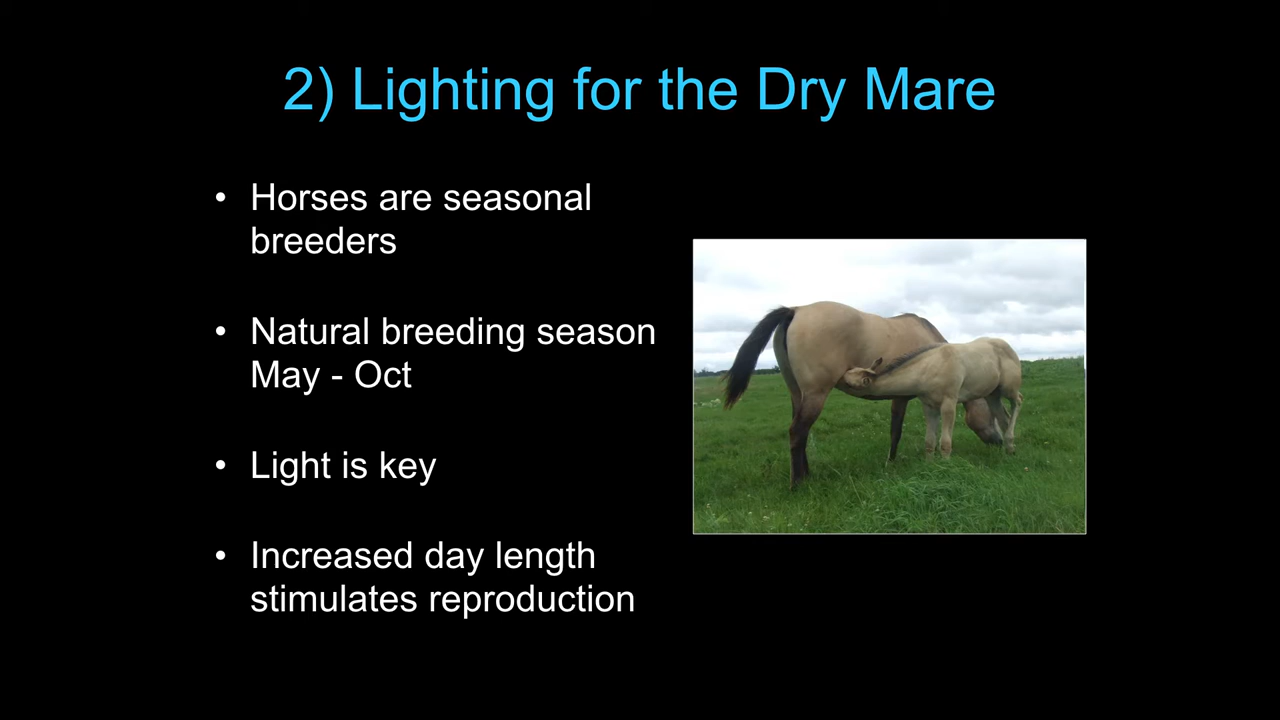 2) Lighting for the Dry Mare
• Horses are seasonal
breeders
• Natural breeding season
May - Oct
• Light is key
• Increased day length
stimulates reproduction